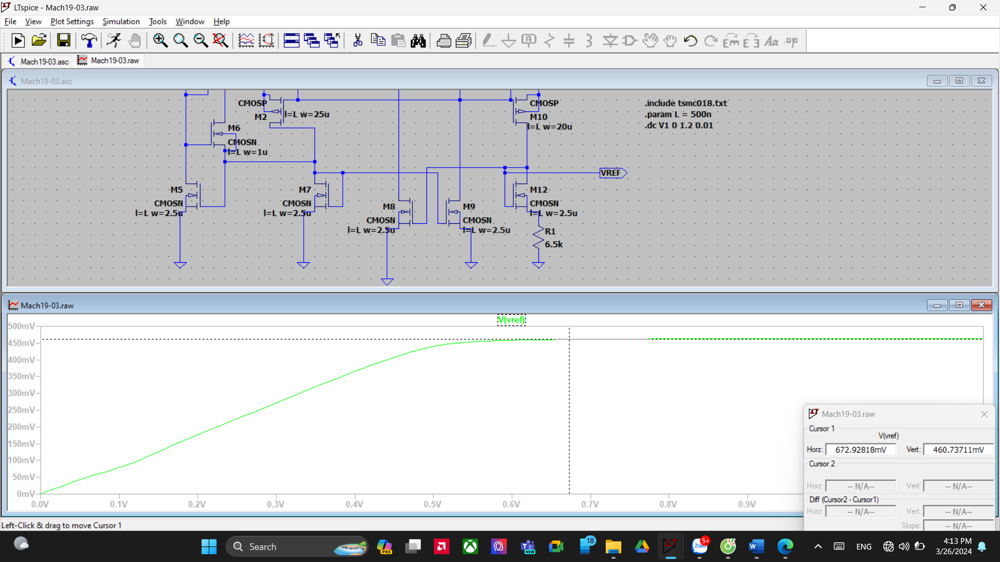 LTspice - Mach19-03.raw
File View Plot Settings Simulation Tools Window Help
Mach19-03.asc
Mach19-03.raw
Mach19-03.asc
CMOSP
M2
l=L w=25u
CMOSP
M10
l=L w=20u
.include tsmc018.txt
.param L = 500n
.dc V1 0 1.2 0.01
M6
CMOSN
l=L w=1u
VREF
M5
CMOSN
l=L w=2.5u
M7
CMOSN
l=L w=2.5u
M8
CMOSN
l=L w=2.5u
M9
CMOSN
l=L w=2.5u
M12
CMOSN
l=L w=2.5u
R1
6.5k
Mach19-03.raw
V(vref)
500mV
450mV
400mV
350mV
300mV
250mV
200mV
150mV
100mV
50mV
0mV
0.0V 0.1V 0.2V 0.3V 0.4V 0.5V 0.6V 0.7V 0.8V 0.9V
Mach19-03.raw
Cursor 1
V(vref)
Horz: 672.92818mV Vert: 460.73711mV
Cursor 2
Horz: -- N/A-- Vert: -- N/A--
Diff (Cursor2 - Cursor1)
Horz: -- N/A-- Vert: -- N/A--
Slope: -- N/A--
Left-Click & drag to move Cursor 1
Search
PRE
NEW
18
Zalo
5+
ENG
4:13 PM
3/26/2024